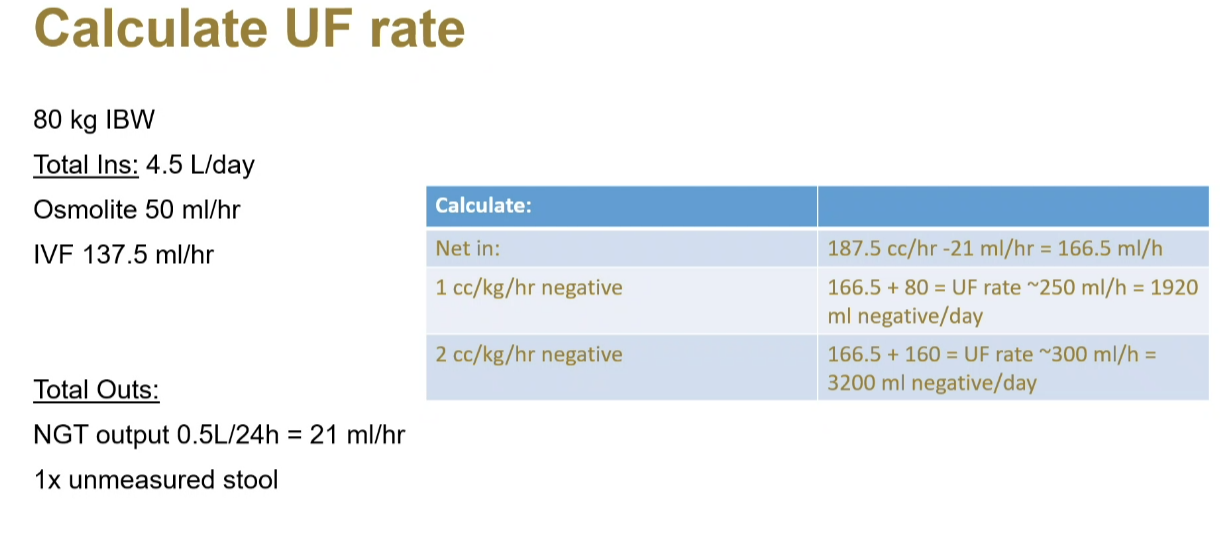 Calculate UF rate
80 kg IBW
Total Ins: 4.5 L/day
Osmolite 50 ml/hr
IVF 137.5 ml/hr
Total Outs:
NGT output 0.5L/24h = 21 ml/hr
1x unmeasured stool
Calculate:
Net in:
187.5 cc/hr -21 ml/hr = 166.5 ml/h
1 cc/kg/hr negative
166.5 + 80 = UF rate ~250 ml/h = 1920
ml negative/day
2 cc/kg/hr negative
166.5 + 160 = UF rate ~300 ml/h =
3200 ml negative/day